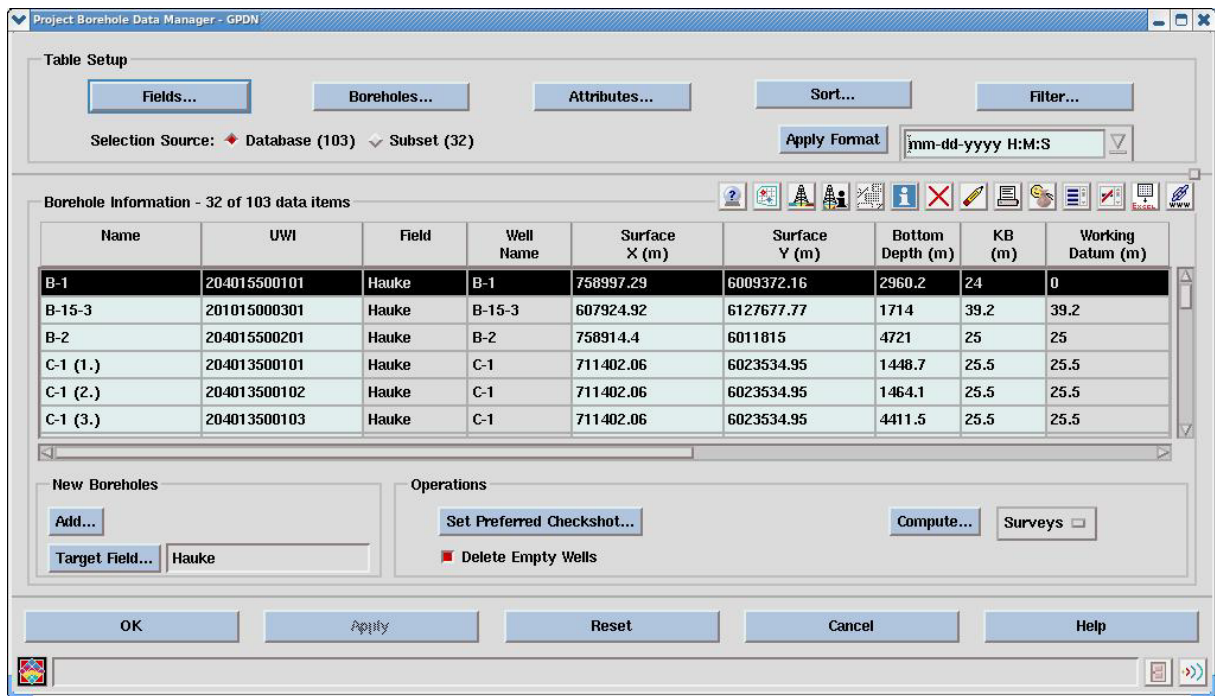 Project Borehole Data Manager - GPDN
Table Setup
Fields... Boreholes... Attributes... Sort... Filter...
Selection Source: Database (103) Subset (32) Apply Format mm-dd-yyyy H:M:S
Borehole Information - 32 of 103 data items
EXCEL WWW
Name UWI Field Well Name Surface X (m) Surface Y (m) Bottom Depth (m) KB (m) Working Datum (m)
B-1 204015500101 Hauke B-1 758997.29 6009372.16 2960.2 24 0
B-15-3 201015000301 Hauke B-15-3 607924.92 6127677.77 1714 39.2 39.2
B-2 204015500201 Hauke B-2 758914.4 6011815 4721 25 25
C-1 (1.) 204013500101 Hauke C-1 711402.06 6023534.95 1448.7 25.5 25.5
C-1 (2.) 204013500102 Hauke C-1 711402.06 6023534.95 1464.1 25.5 25.5
C-1 (3.) 204013500103 Hauke C-1 711402.06 6023534.95 4411.5 25.5 25.5
New Boreholes Operations
Add... Set Preferred Checkshot... Compute... Surveys
Target Field... Hauke Delete Empty Wells
OK Apply Reset Cancel Help